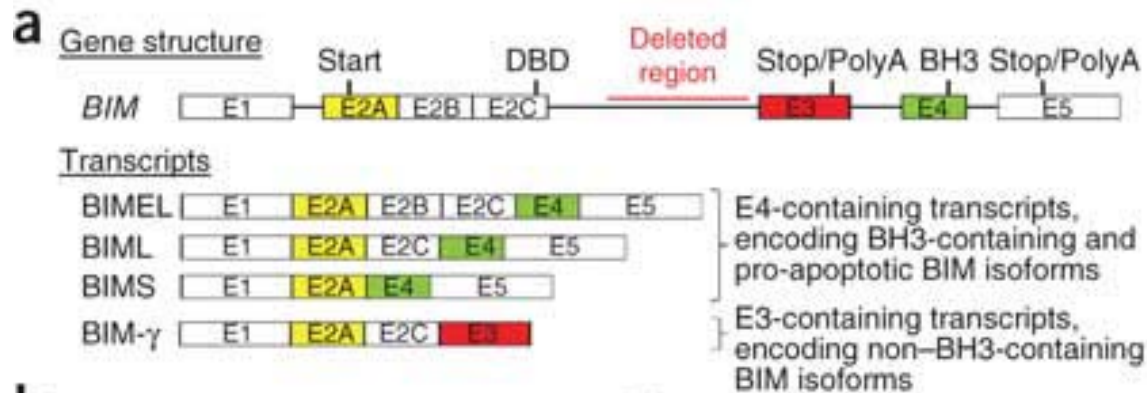 a
Gene structure
Start
DBD
Deleted
region
Stop/PolyA
BH3
Stop/PolyA
BIM
E1
E2A
E2B
E2C
E3
E4
E5
Transcripts
BIMEL
E1
E2A
E2B
E2C
E4
E5
BIML
E1
E2A
E2C
E4
E5
BIMS
E1
E2A
E4
E5
E4-containing transcripts,
encoding BH3-containing and
pro-apoptotic BIM isoforms
BIM-γ
E1
E2A
E2C
E3
E3-containing transcripts,
encoding non–BH3-containing
BIM isoforms